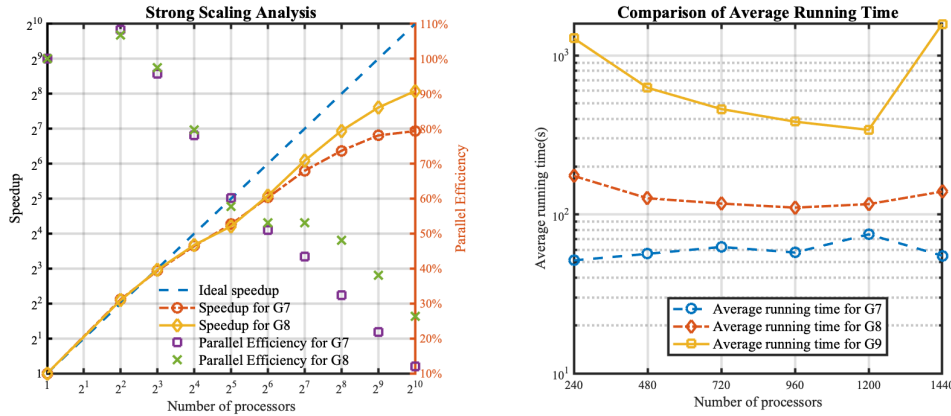 Strong Scaling Analysis
2^10
2^9
2^8
2^7
2^6
2^5
2^4
2^3
2^2
2^1
1
Speedup
110%
100%
90%
80%
70%
60%
50%
40%
30%
20%
10%
Parallel Efficiency
Ideal speedup
Speedup for G7
Speedup for G8
Parallel Efficiency for G7
Parallel Efficiency for G8
1 2^1 2^2 2^3 2^4 2^5 2^6 2^7 2^8 2^9 2^10
Number of processors
Comparison of Average Running Time
10^3
10^2
10^1
Average running time(s)
Average running time for G7
Average running time for G8
Average running time for G9
240 480 720 960 1200 1440
Number of processors